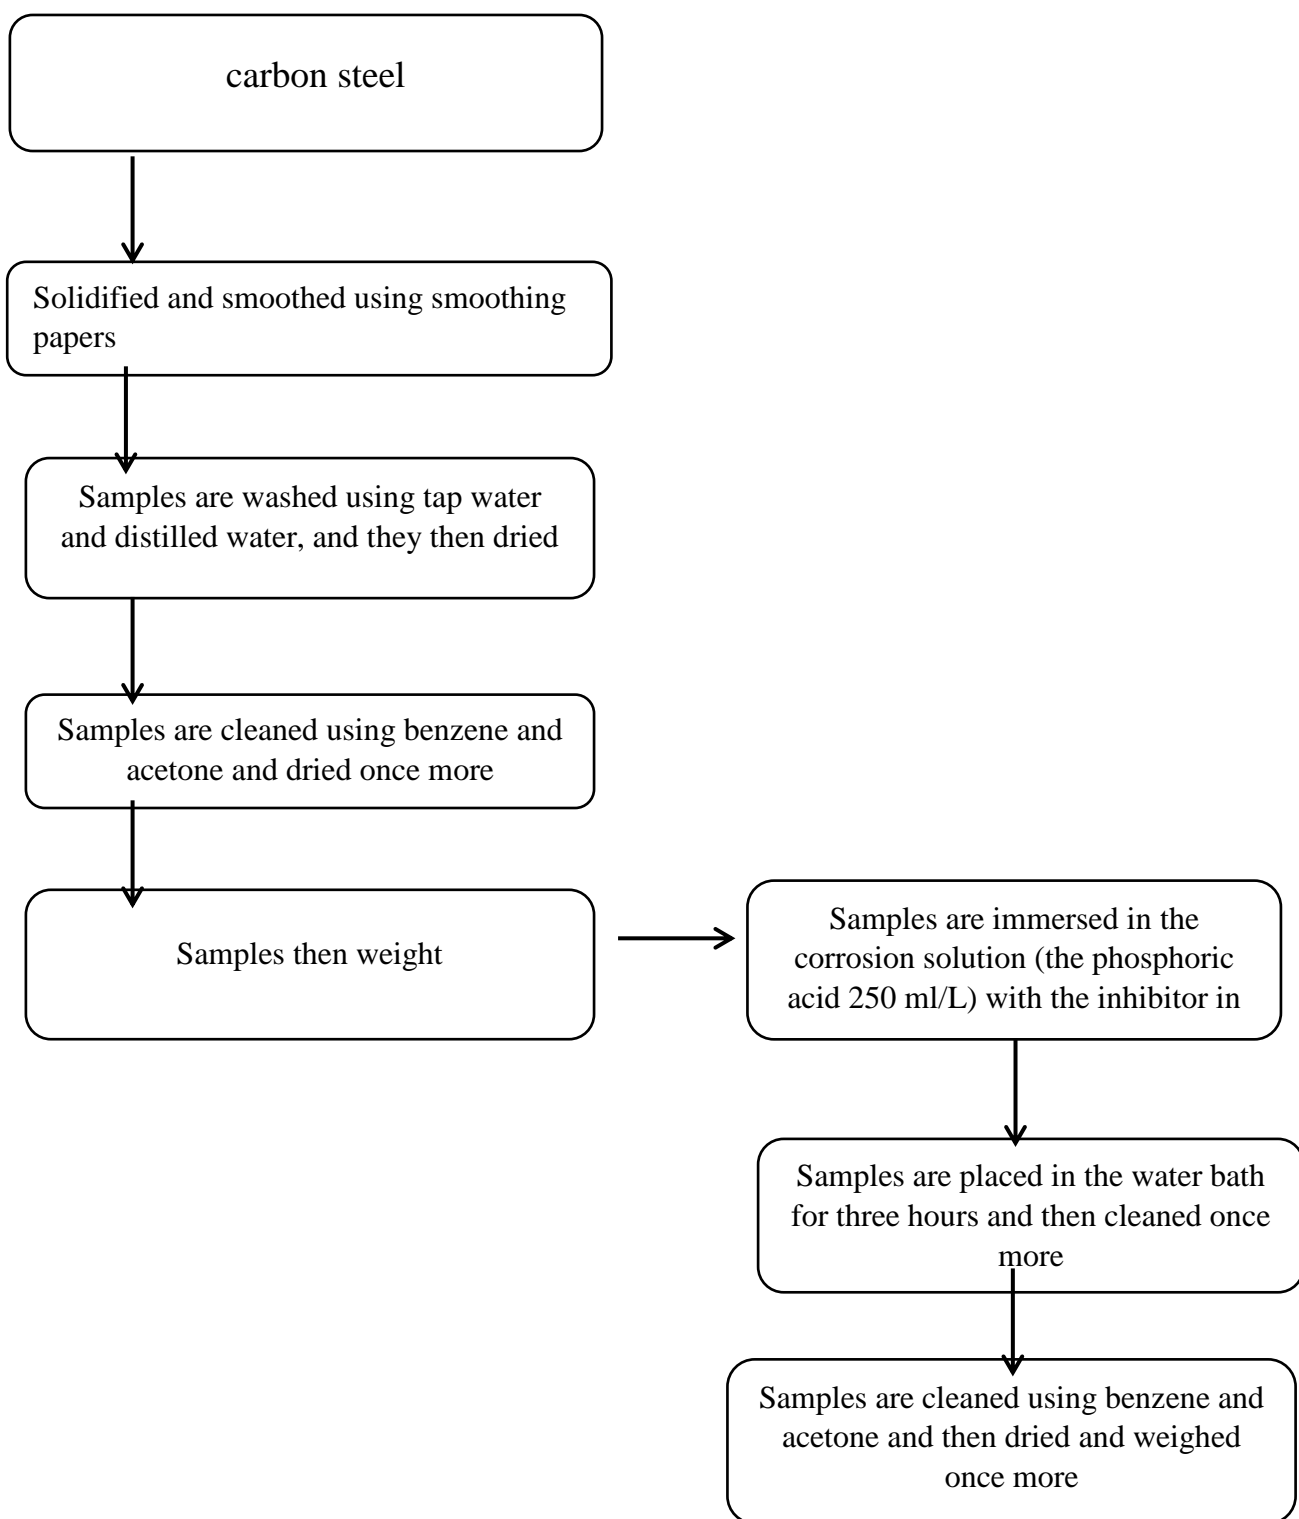 carbon steel
Solidified and smoothed using smoothing
papers
Samples are washed using tap water
and distilled water, and they then dried
Samples are cleaned using benzene and
acetone and dried once more
Samples then weight
Samples are immersed in the
corrosion solution (the phosphoric
acid 250 ml/L) with the inhibitor in
Samples are placed in the water bath
for three hours and then cleaned once
more
Samples are cleaned using benzene and
acetone and then dried and weighed
once more